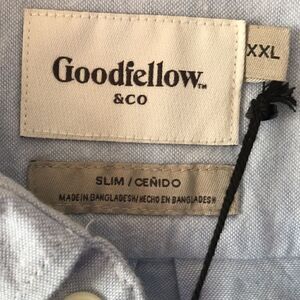 Goodfellow™
&CO
XXL
SLIM / CEÑIDO
MADE IN BANGLADESH/HECHO EN BANGLADESH